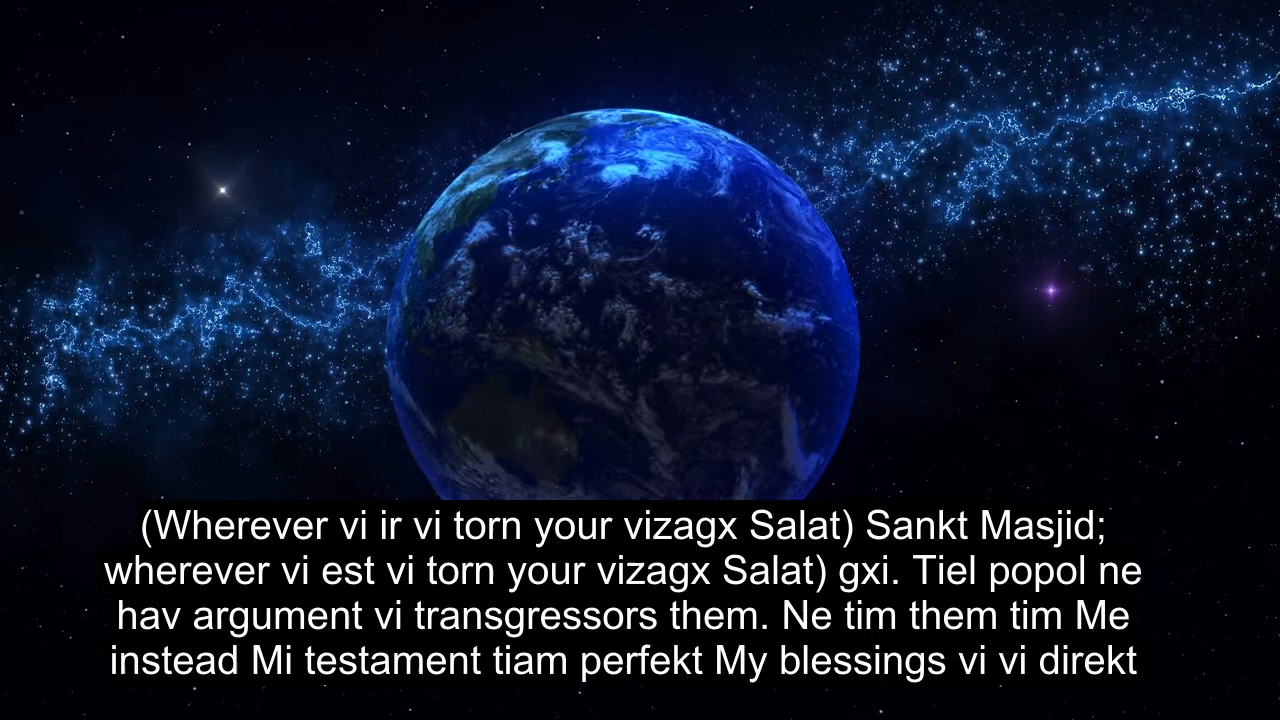 (Wherever vi ir vi torn your vizagx Salat) Sankt Masjid;
wherever vi est vi torn your vizagx Salat) gxi. Tiel popol ne
hav argument vi transgressors them. Ne tim them tim Me
instead Mi testament tiam perfekt My blessings vi vi direkt